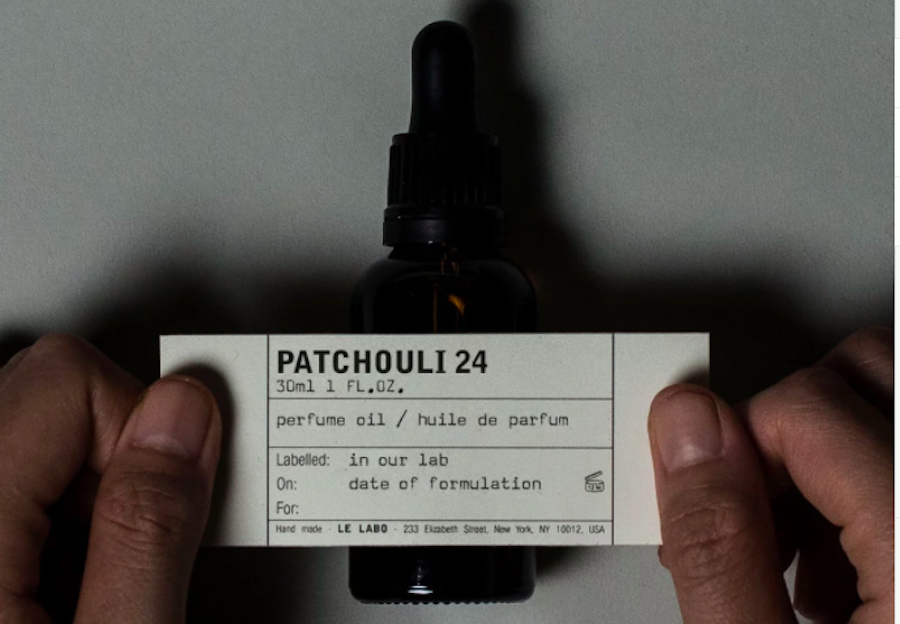 PATCHOULI 24
30ml 1 FL.OZ.
perfume oil / huile de parfum
Labelled: in our lab
On: date of formulation
12M
For:
Hand made · LE LABO · 233 Elizabeth Street, New York, NY 10012, USA